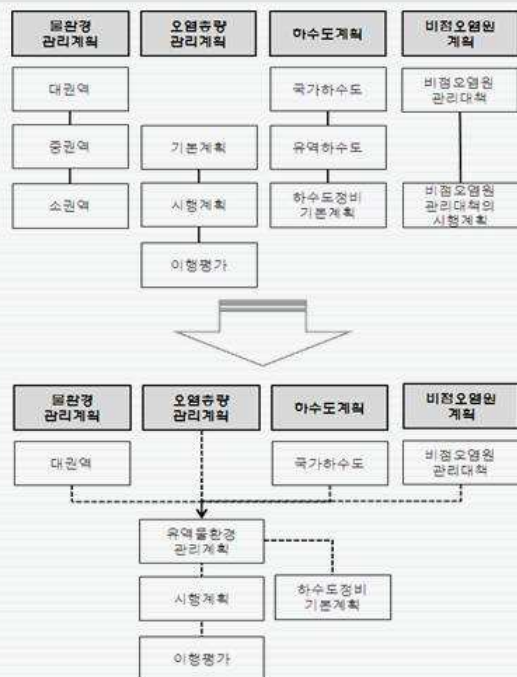 물환경
관리계획
오염총량
관리계획
하수도계획
비점오염원
계획
대권역
국가하수도
비점오염원
관리대책
중권역
기본계획
유역하수도
소권역
시행계획
하수도정비
기본계획
비점오염원
관리대책의
시행계획
이행평가
물환경
관리계획
오염총량
관리계획
하수도계획
비점오염원
계획
대권역
국가하수도
비점오염원
관리대책
유역물환경
관리계획
시행계획
하수도정비
기본계획
이행평가